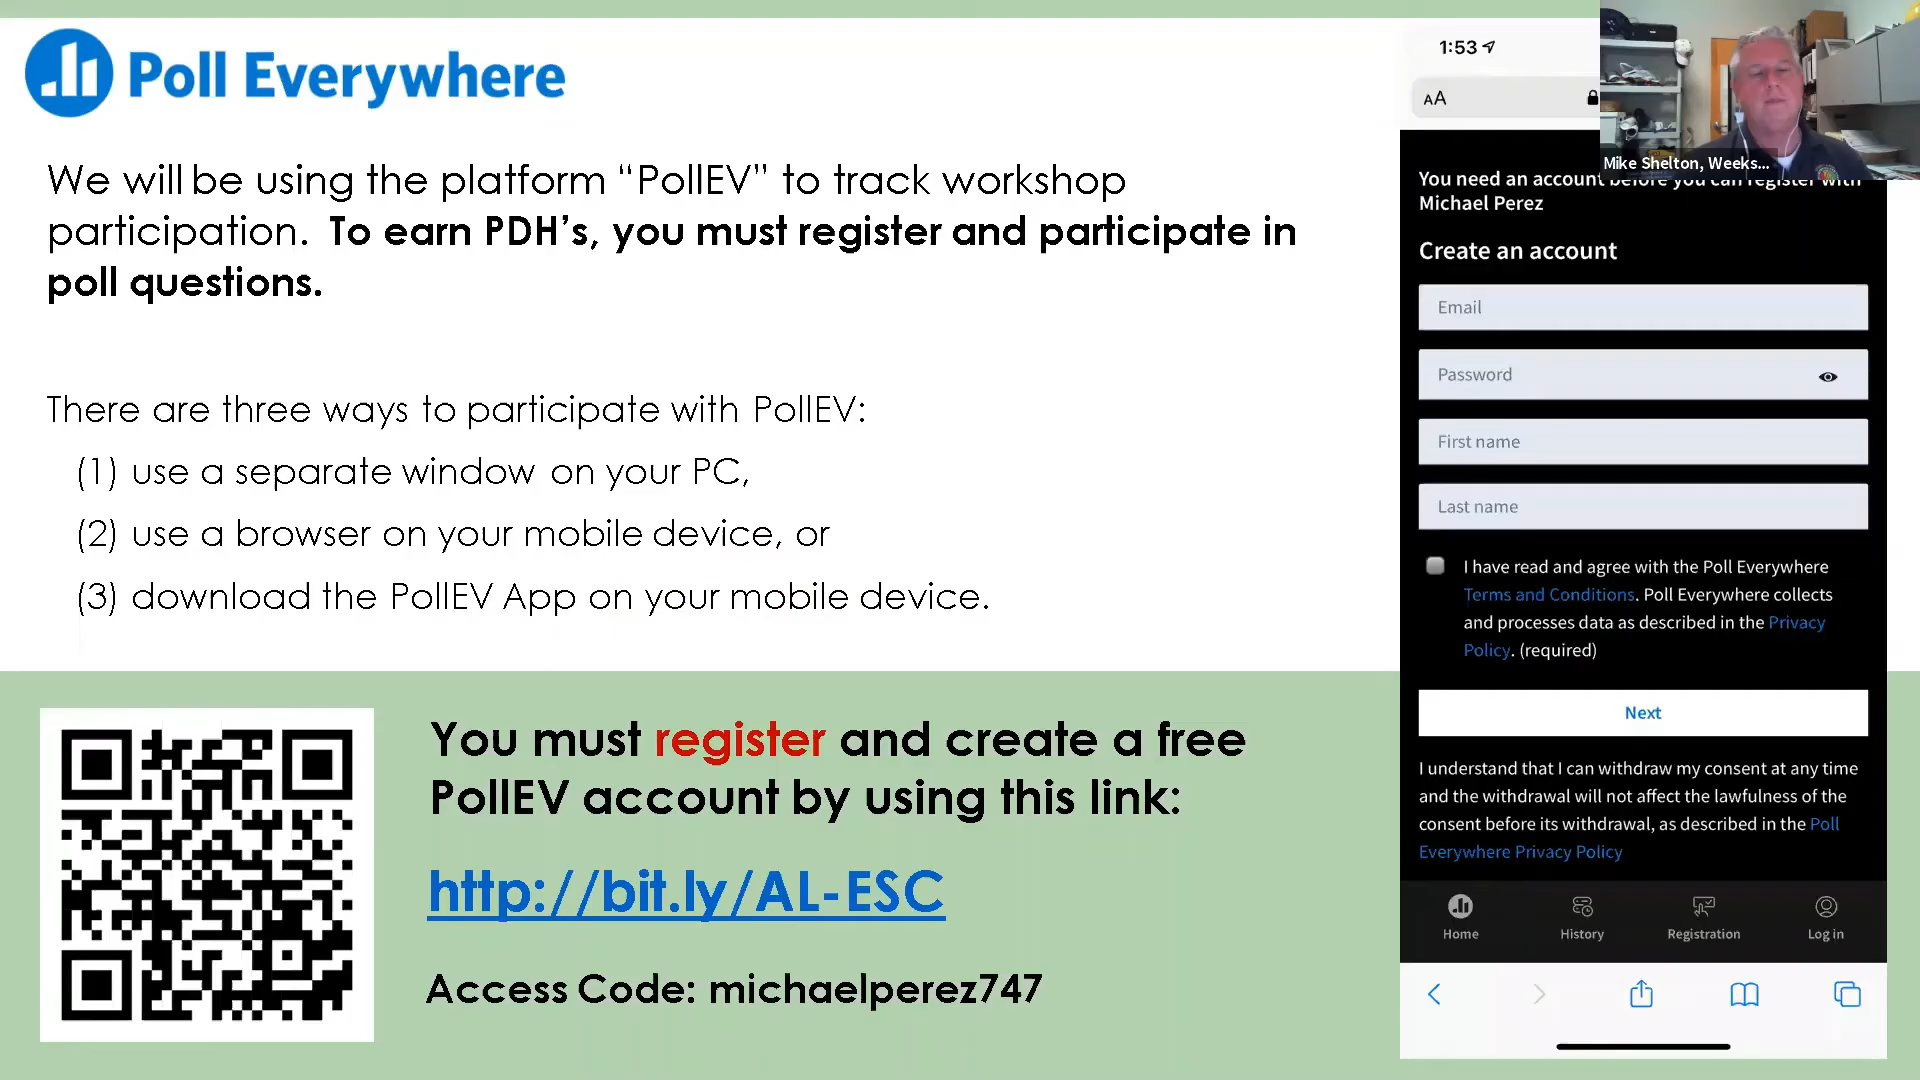 Poll Everywhere
We will be using the platform “PollEV” to track workshop
participation. To earn PDH’s, you must register and participate in
poll questions.
There are three ways to participate with PollEV:
(1) use a separate window on your PC,
(2) use a browser on your mobile device, or
(3) download the PollEV App on your mobile device.
You must register and create a free
PollEV account by using this link:
http://bit.ly/AL-ESC
Access Code: michaelperez747
1:53
AA
Mike Shelton, Weeks...
You need an account before you can register with
Michael Perez
Create an account
Email
Password
First name
Last name
I have read and agree with the Poll Everywhere
Terms and Conditions. Poll Everywhere collects
and processes data as described in the Privacy
Policy. (required)
Next
I understand that I can withdraw my consent at any time
and the withdrawal will not affect the lawfulness of the
consent before its withdrawal, as described in the Poll
Everywhere Privacy Policy
Home
History
Registration
Log in